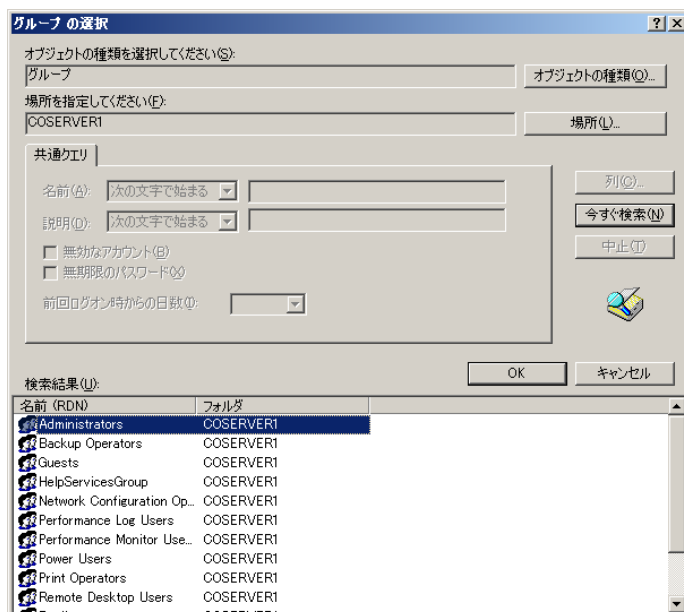 グループ の選択
オブジェクトの種類を選択してください(S):
グループ
オブジェクトの種類(O)...
場所を指定してください(F):
COSERVER1
場所(L)...
共通クエリ
名前(A): 次の文字で始まる
列(C)...
説明(D): 次の文字で始まる
今すぐ検索(N)
無効なアカウント(B)
中止(T)
無期限のパスワード(X)
前回ログオン時からの日数(I):
OK
キャンセル
検索結果(U):
名前 (RDN) フォルダ
Administrators COSERVER1
Backup Operators COSERVER1
Guests COSERVER1
HelpServicesGroup COSERVER1
Network Configuration Op... COSERVER1
Performance Log Users COSERVER1
Performance Monitor Use... COSERVER1
Power Users COSERVER1
Print Operators COSERVER1
Remote Desktop Users COSERVER1